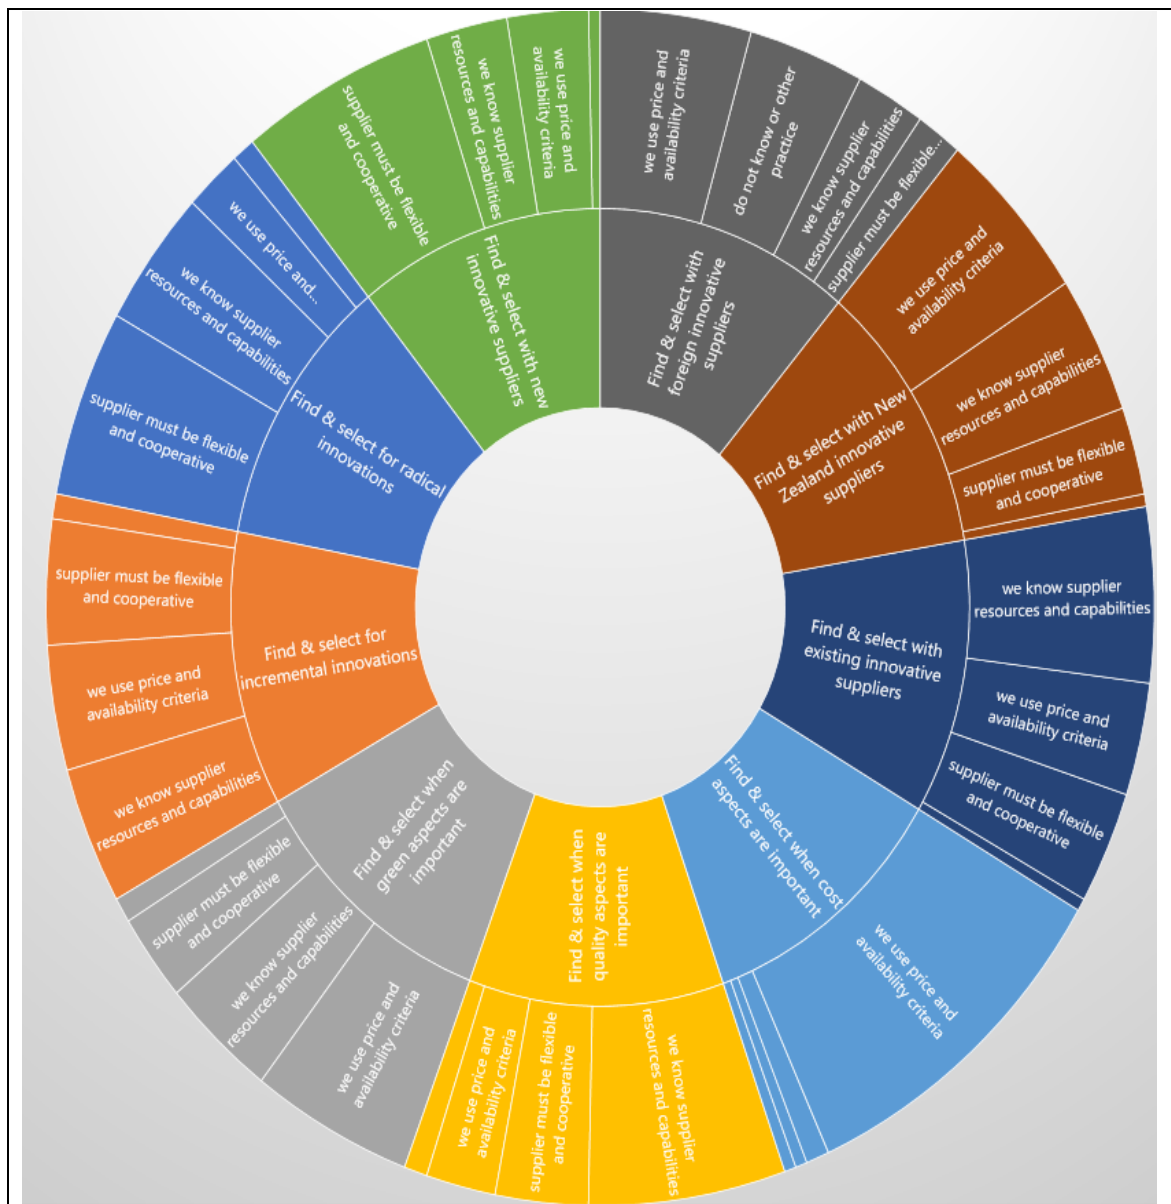 we use price and
availability criteria
do not know or other
practice
we know supplier
resources and capabilities
supplier must be flexible...
Find & select with
foreign innovative
suppliers
we use price and
availability criteria
we know supplier
resources and capabilities
supplier must be flexible
and cooperative
Find & select with New
Zealand innovative
suppliers
we know supplier
resources and capabilities
we use price and
availability criteria
supplier must be flexible
and cooperative
Find & select with
existing innovative
suppliers
we use price and
availability criteria
Find & select when cost
aspects are important
we know supplier
resources and capabilities
supplier must be flexible
and cooperative
we use price and
availability criteria
Find & select when
quality aspects are
important
we use price and
availability criteria
we know supplier
resources and capabilities
supplier must be flexible
and cooperative
Find & select when
green aspects are
important
we know supplier
resources and capabilities
we use price and
availability criteria
supplier must be flexible
and cooperative
Find & select for
incremental innovations
supplier must be flexible
and cooperative
we know supplier
resources and capabilities
we use price and...
Find & select for radical
innovations
supplier must be flexible
and cooperative
we know supplier
resources and capabilities
we use price and
availability criteria
Find & select with new
innovative suppliers